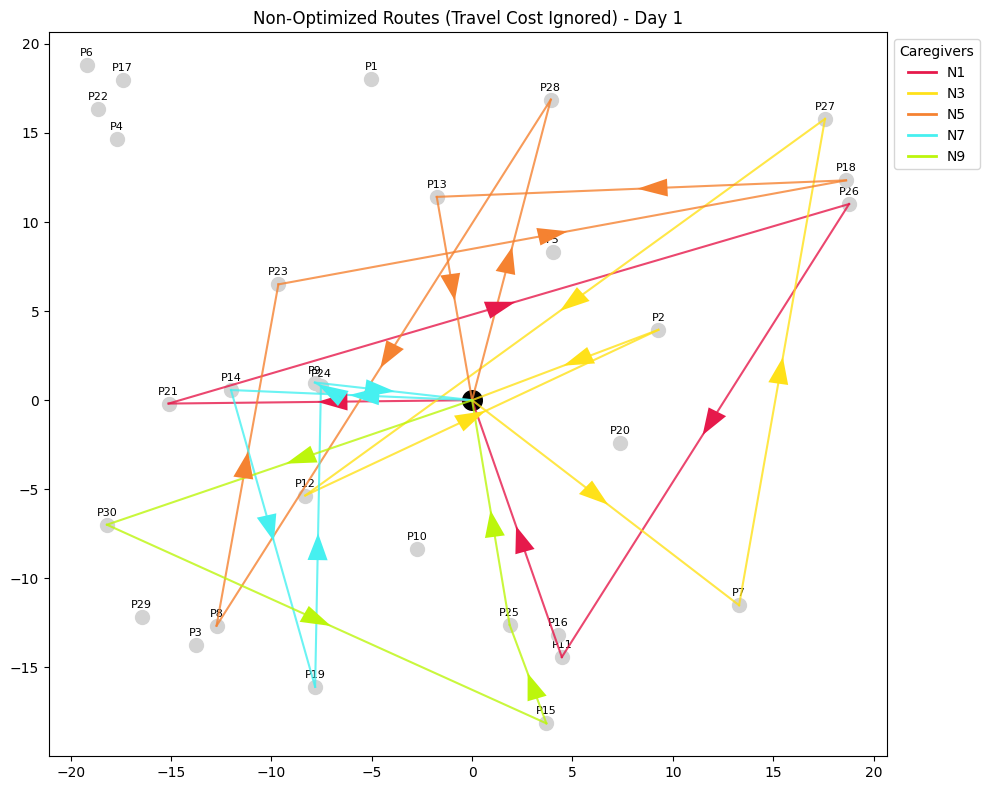 Non-Optimized Routes (Travel Cost Ignored) - Day 1
Caregivers
N1
N3
N5
N7
N9
P6
P17
P1
P22
P28
P4
P27
P18
P13
P26
P23
P2
P9
P24
P14
P21
P20
P12
P30
P10
P7
P29
P8
P25
P16
P3
P11
P19
P15
20
15
10
5
0
−5
−10
−15
−20
−15
−10
−5
0
5
10
15
20